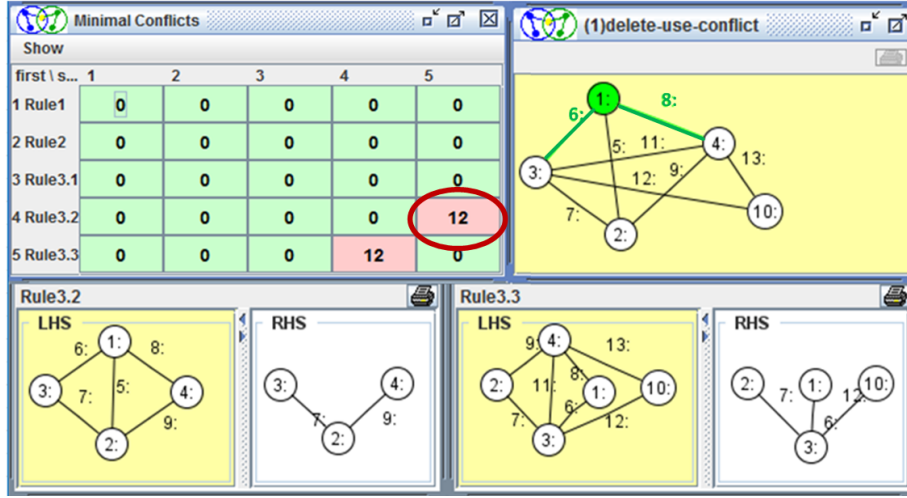 Minimal Conflicts
Show
first \ s... 1 2 3 4 5
1 Rule1 0 0 0 0 0
2 Rule2 0 0 0 0 0
3 Rule3.1 0 0 0 0 0
4 Rule3.2 0 0 0 0 12
5 Rule3.3 0 0 0 12 0
(1)delete-use-conflict
1:
6: 8:
5: 11: 4:
3: 12: 9: 13:
7: 10:
2:
Rule3.2
LHS
1:
6: 8:
3: 7: 5: 4:
9:
2:
RHS
3: 4:
7: 9:
2:
Rule3.3
LHS
9: 4: 13:
2: 11: 8: 1: 10:
7: 6: 12:
3:
RHS
2: 7: 1: 12: 10:
6:
3: